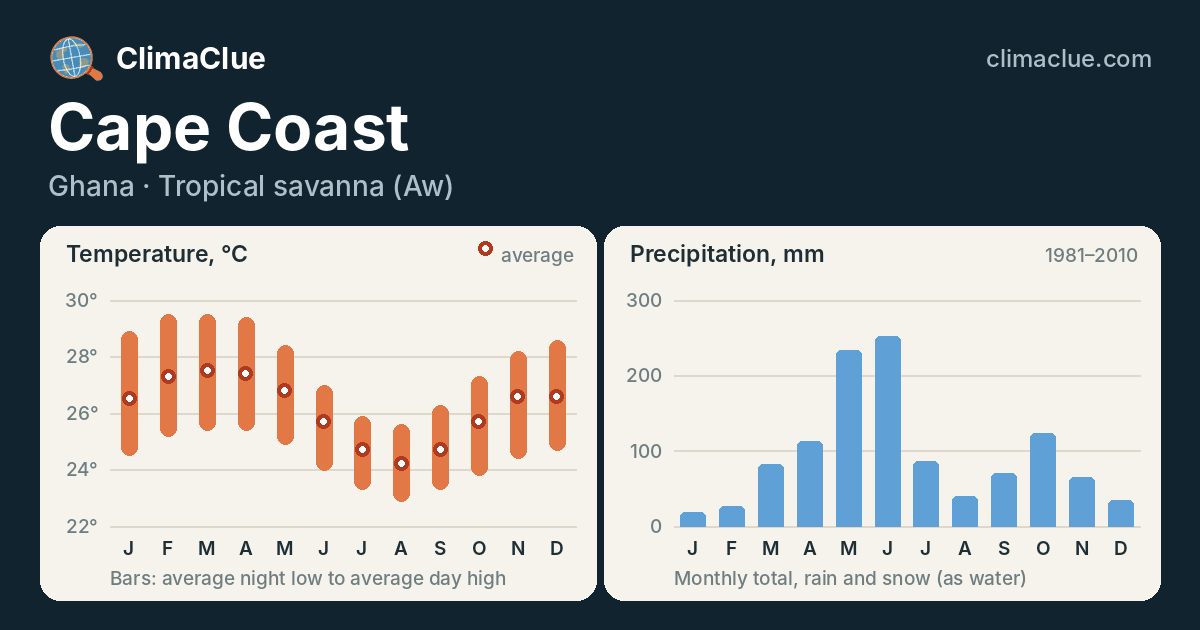 ClimaClue
climaclue.com
Cape Coast
Ghana · Tropical savanna (Aw)
Temperature, °C
average
30°
28°
26°
24°
22°
J F M A M J J A S O N D
Bars: average night low to average day high
Precipitation, mm
1981–2010
300
200
100
0
J F M A M J J A S O N D
Monthly total, rain and snow (as water)